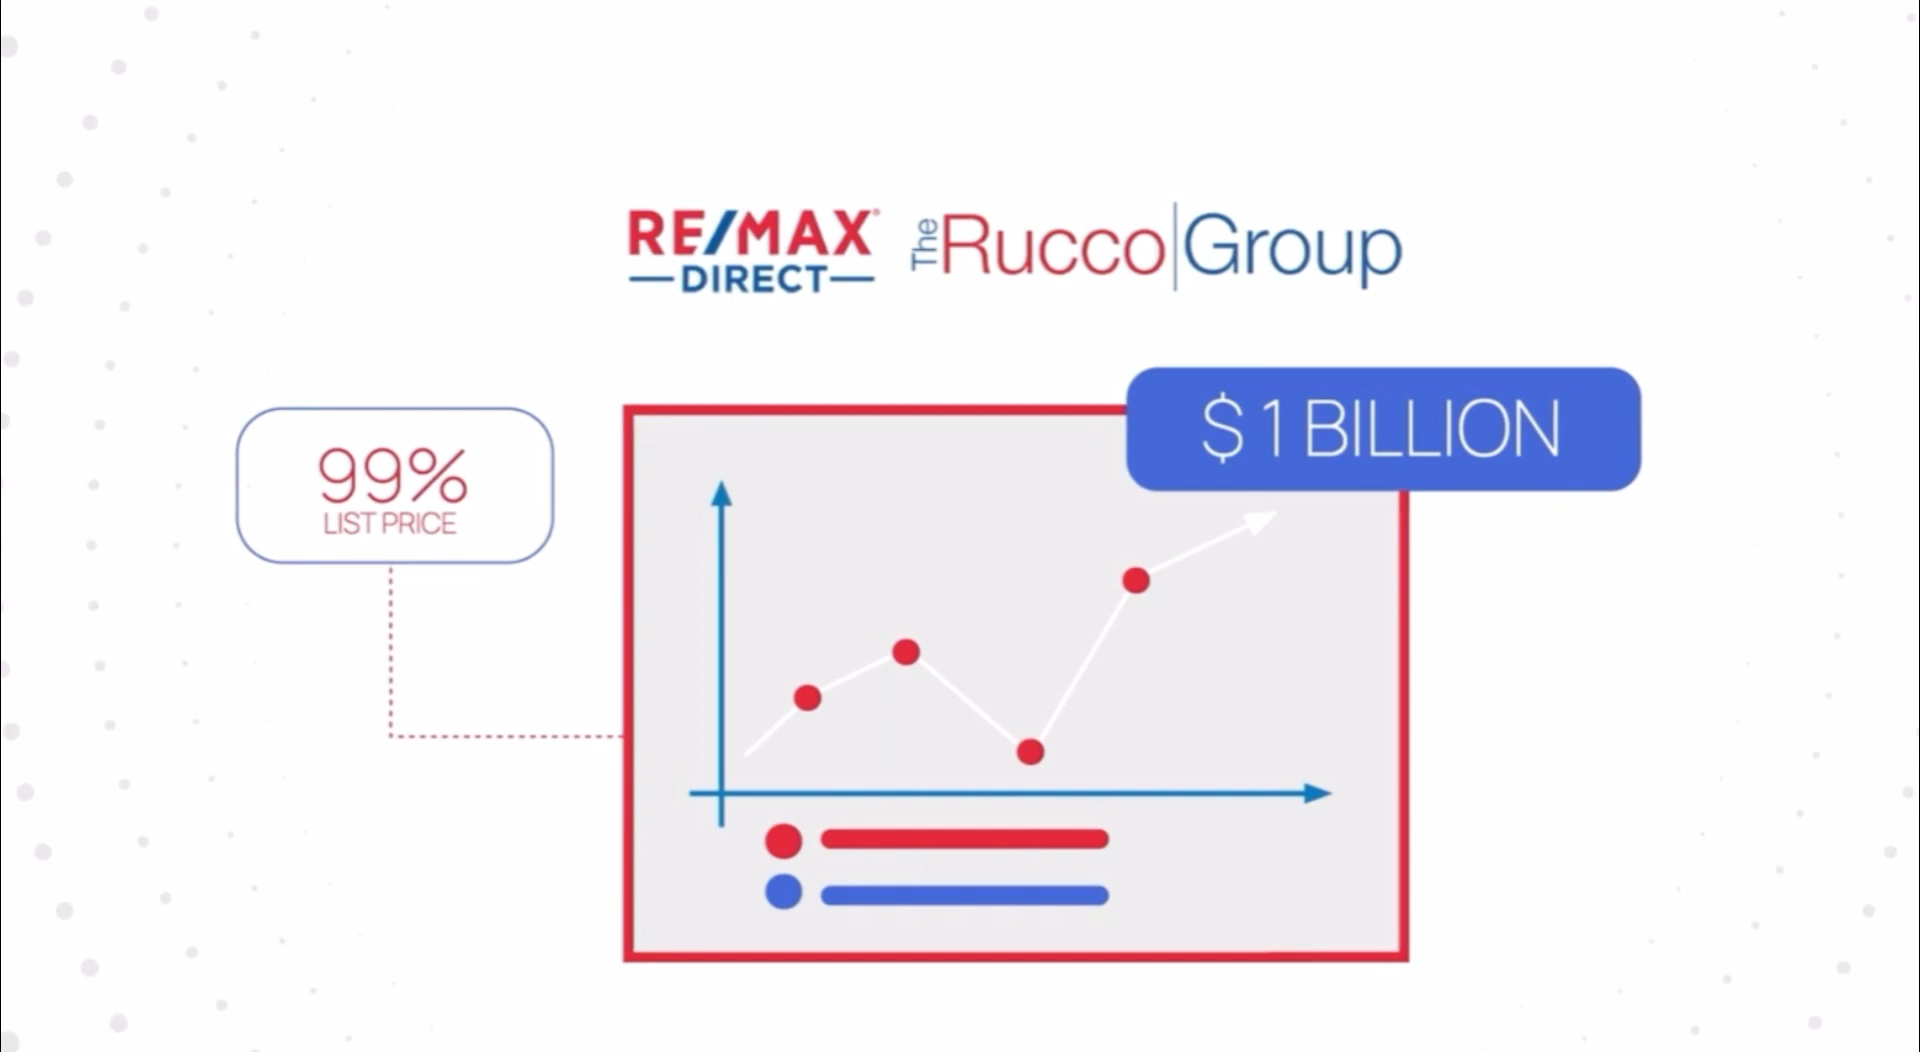 RE/MAX®
DIRECT
The Rucco Group
$ 1 BILLION
99%
LIST PRICE